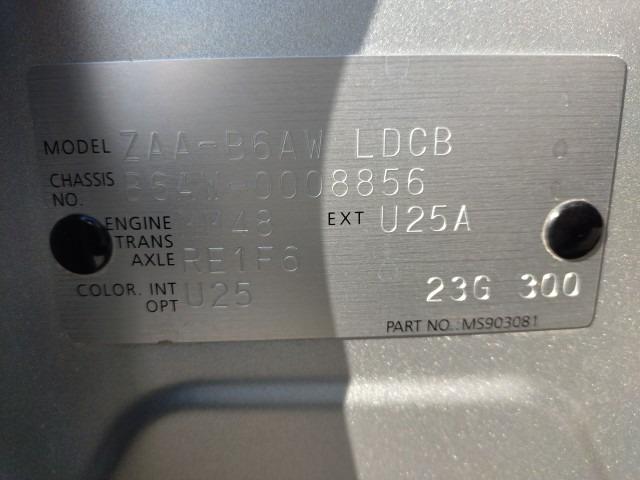 MODEL ZAA-B6AW LDCB
CHASSIS NO. B6AW-0008856
ENGINE EXT U25A
TRANS AXLE RE1F6
COLOR. INT OPT U25
23G 300
PART NO.:MS903081